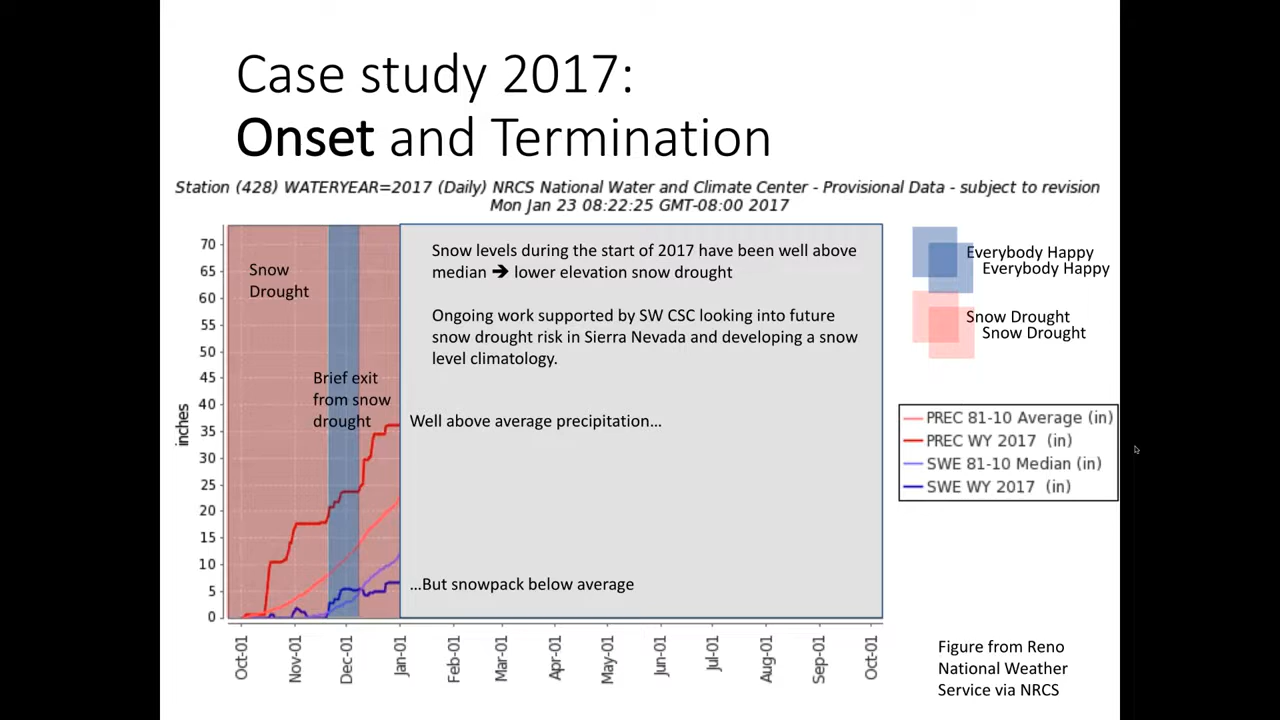 Case study 2017:
Onset and Termination
Station (428) WATERYEAR=2017 (Daily) NRCS National Water and Climate Center - Provisional Data - subject to revision
Mon Jan 23 08:22:25 GMT-08:00 2017
70
65
60
55
50
45
40
35
30
25
20
15
10
5
0
inches
Snow
Drought
Brief exit
from snow
drought
Snow levels during the start of 2017 have been well above
median ➔ lower elevation snow drought
Ongoing work supported by SW CSC looking into future
snow drought risk in Sierra Nevada and developing a snow
level climatology.
Well above average precipitation…
…But snowpack below average
Oct-01
Nov-01
Dec-01
Jan-01
Feb-01
Mar-01
Apr-01
May-01
Jun-01
Jul-01
Aug-01
Sep-01
Oct-01
Everybody Happy
Everybody Happy
Snow Drought
Snow Drought
PREC 81-10 Average (in)
PREC WY 2017 (in)
SWE 81-10 Median (in)
SWE WY 2017 (in)
Figure from Reno
National Weather
Service via NRCS